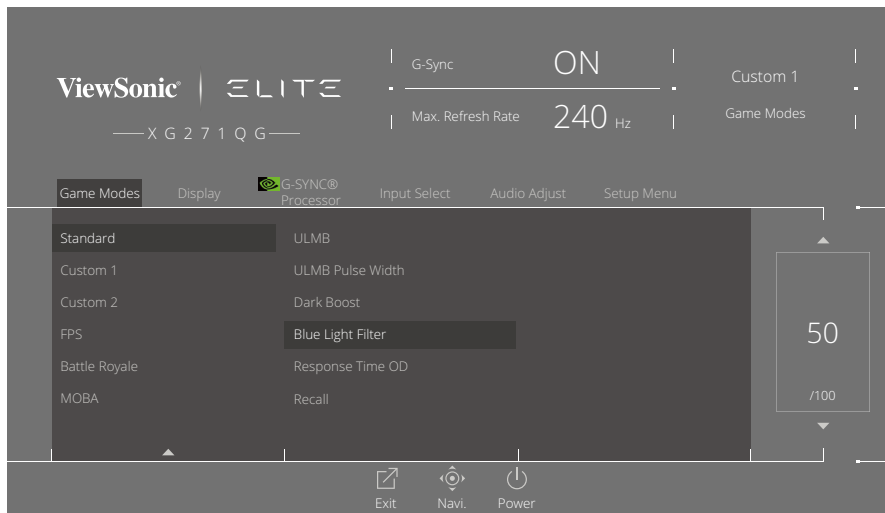 ViewSonic® ELITE
XG271QG
G-Sync ON
Max. Refresh Rate 240 Hz
Custom 1
Game Modes
Game Modes
Display
G-SYNC®
Processor
Input Select
Audio Adjust
Setup Menu
Standard
Custom 1
Custom 2
FPS
Battle Royale
MOBA
ULMB
ULMB Pulse Width
Dark Boost
Blue Light Filter
Response Time OD
Recall
50
/100
Exit
Navi.
Power